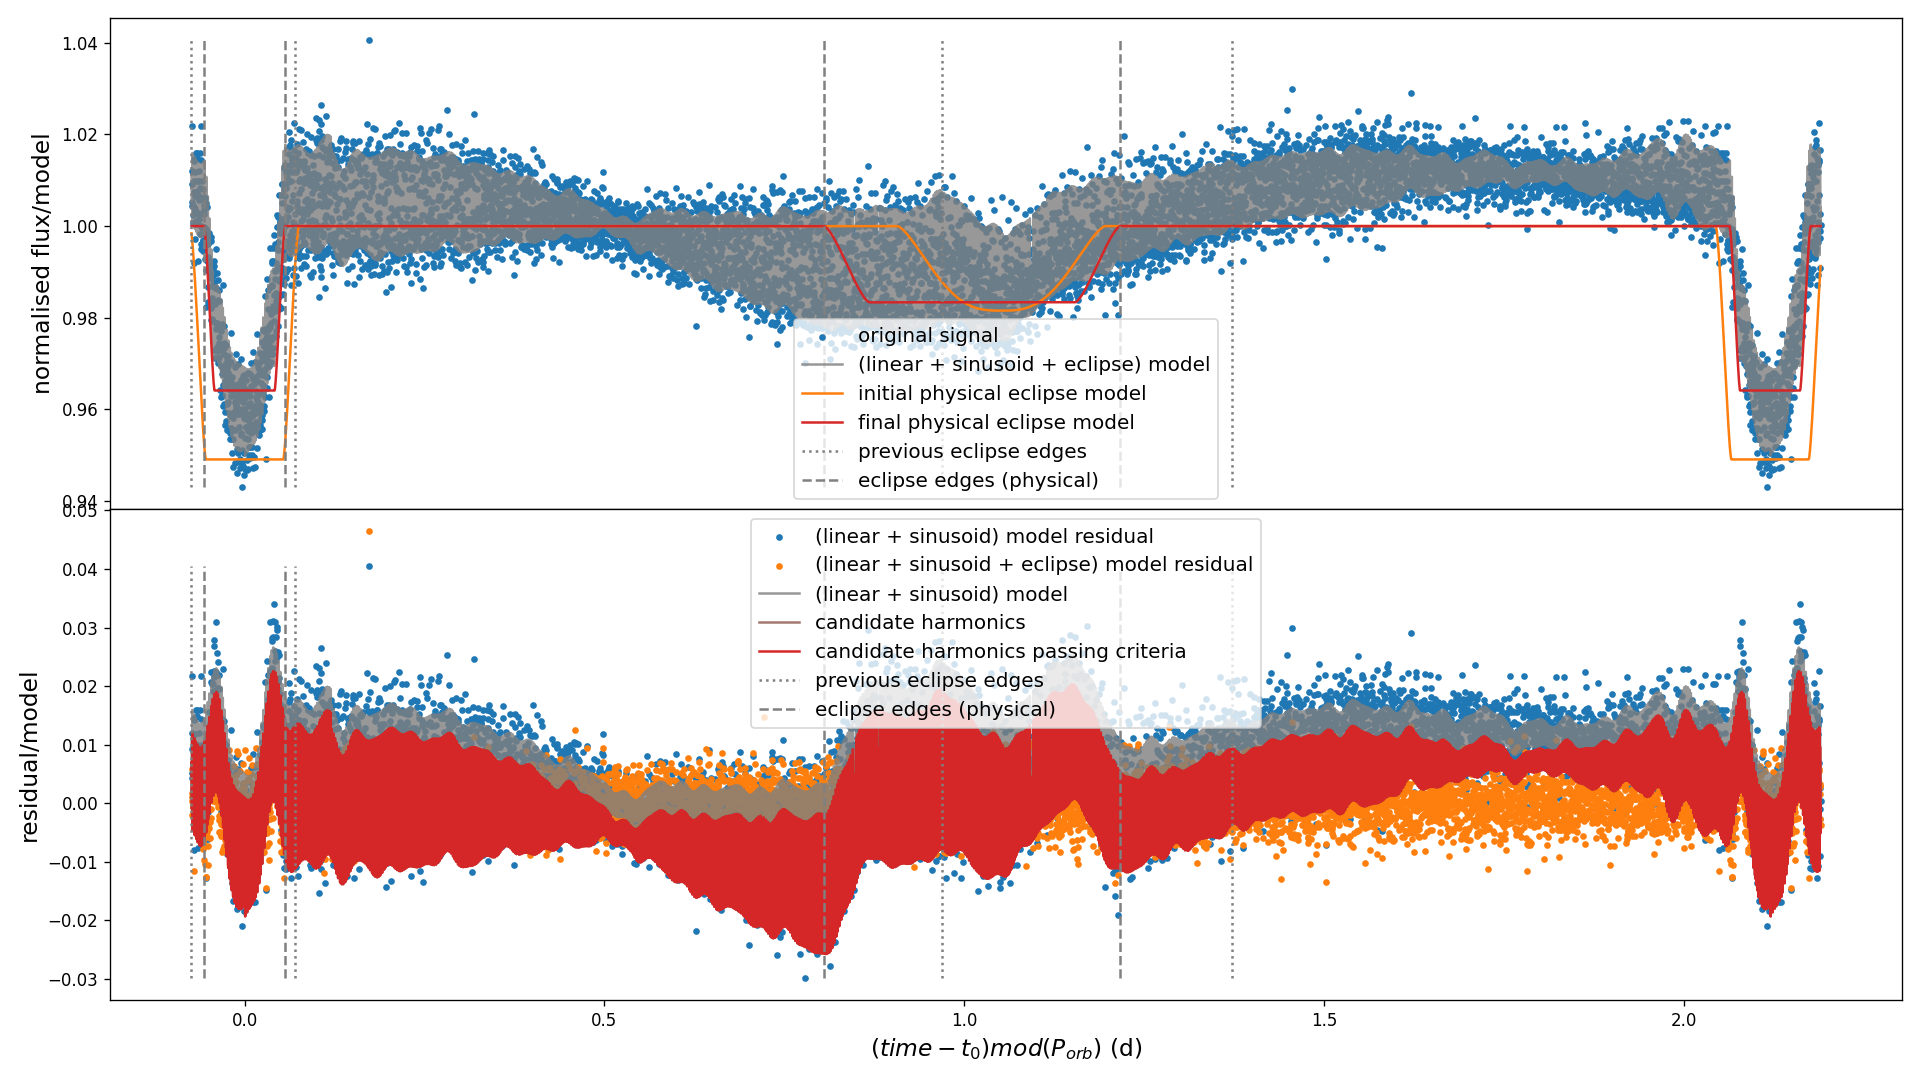 1.04
1.02
1.00
0.98
0.96
0.94
normalised flux/model
original signal
(linear + sinusoid + eclipse) model
initial physical eclipse model
final physical eclipse model
previous eclipse edges
eclipse edges (physical)
0.05
0.04
0.03
0.02
0.01
0.00
−0.01
−0.02
−0.03
residual/model
(linear + sinusoid) model residual
(linear + sinusoid + eclipse) model residual
(linear + sinusoid) model
candidate harmonics
candidate harmonics passing criteria
previous eclipse edges
eclipse edges (physical)
0.0 0.5 1.0 1.5 2.0
(time − t₀)mod(P_orb) (d)